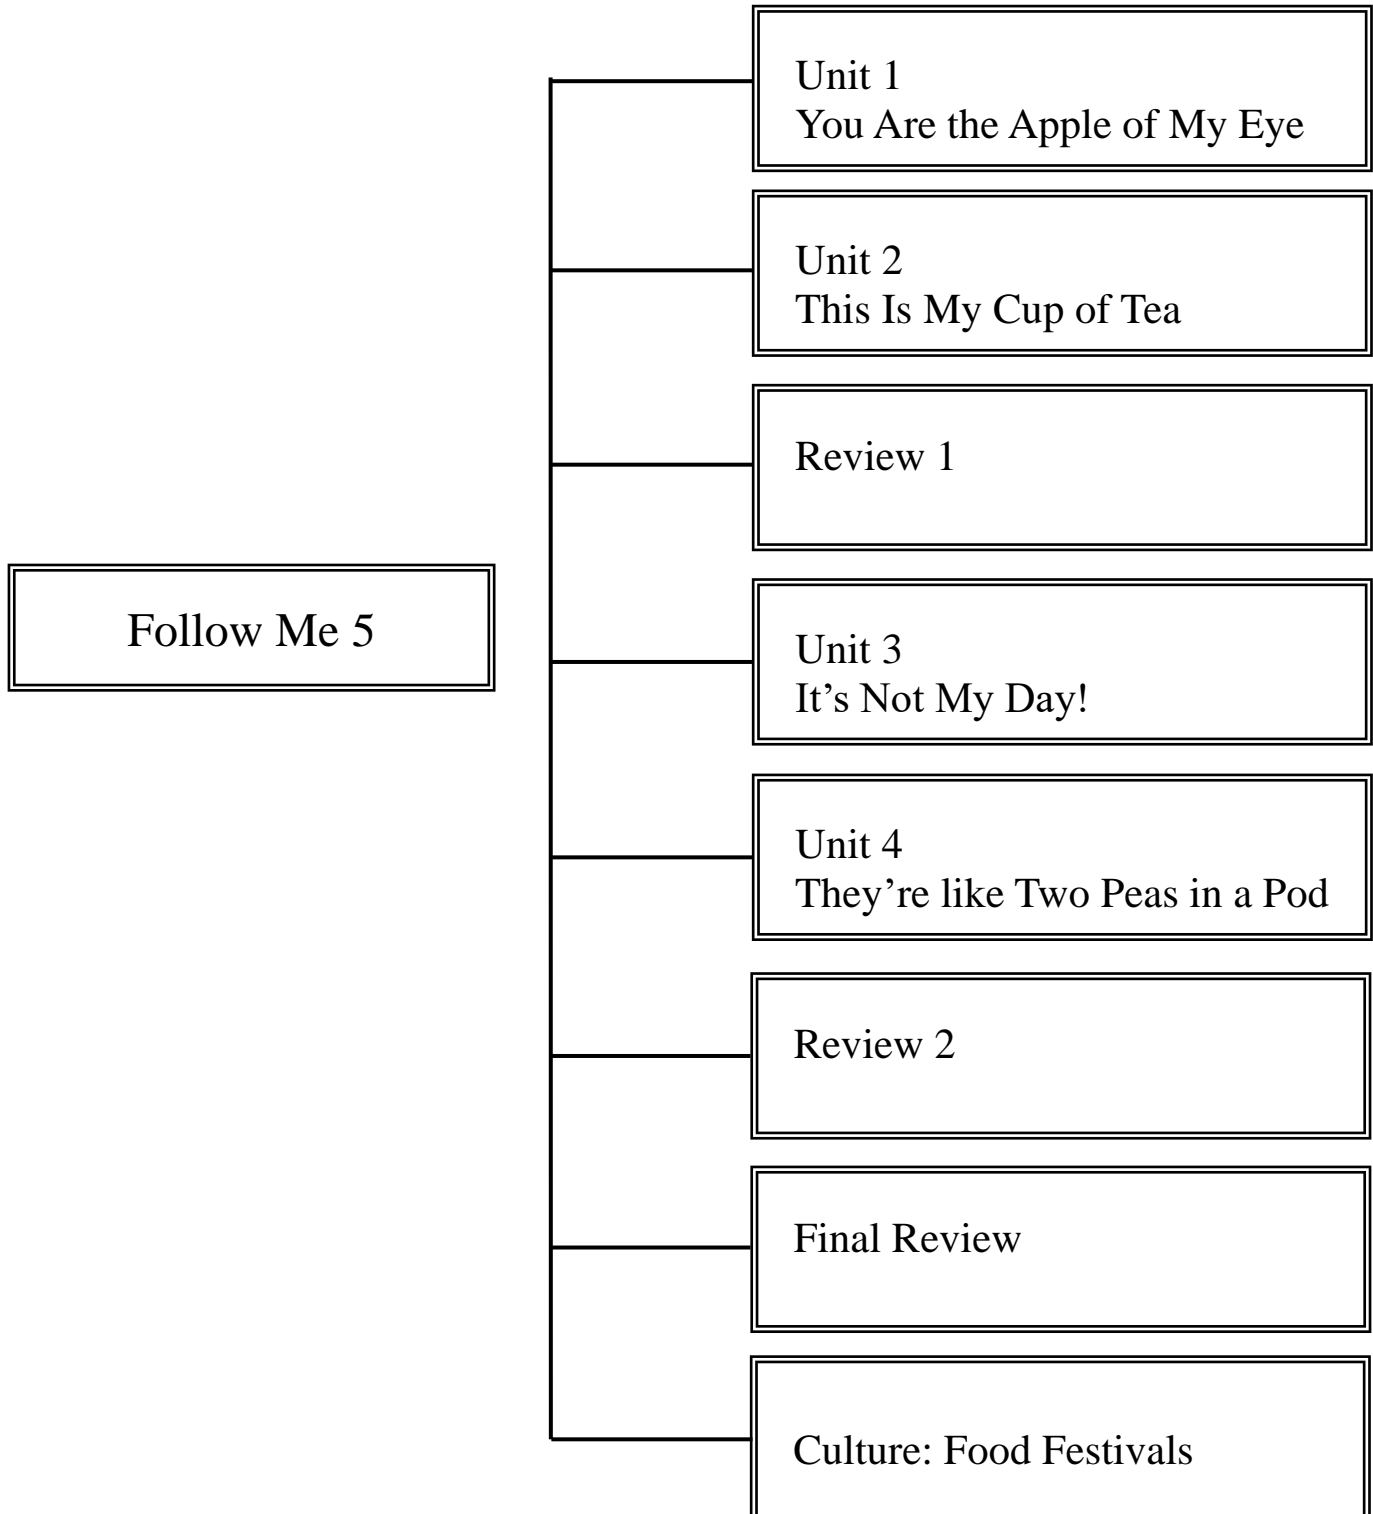 Follow Me 5
Unit 1
You Are the Apple of My Eye
Unit 2
This Is My Cup of Tea
Review 1
Unit 3
It’s Not My Day!
Unit 4
They’re like Two Peas in a Pod
Review 2
Final Review
Culture: Food Festivals